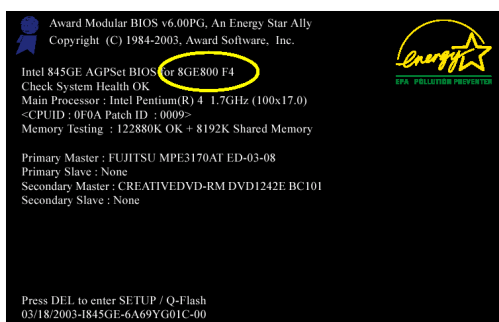 Award Modular BIOS v6.00PG, An Energy Star Ally
Copyright (C) 1984-2003, Award Software, Inc.
energy
EPA POLLUTION PREVENTER
Intel 845GE AGPSet BIOS for 8GE800 F4
Check System Health OK
Main Processor : Intel Pentium(R) 4 1.7GHz (100x17.0)
<CPUID : 0F0A Patch ID : 0009>
Memory Testing : 122880K OK + 8192K Shared Memory
Primary Master : FUJITSU MPE3170AT ED-03-08
Primary Slave : None
Secondary Master : CREATIVEDVD-RM DVD1242E BC101
Secondary Slave : None
Press DEL to enter SETUP / Q-Flash
03/18/2003-I845GE-6A69YG01C-00